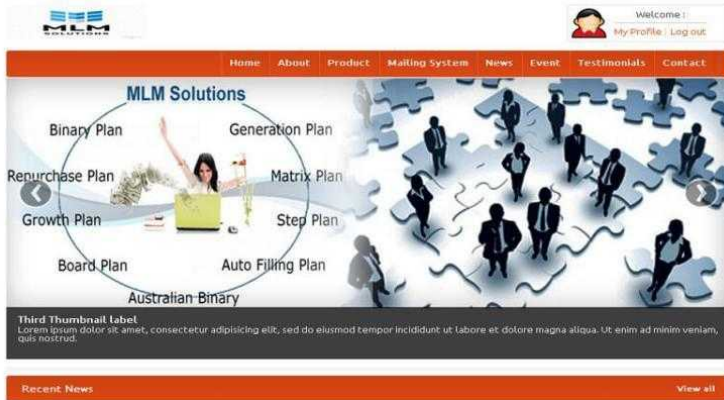 MLM
SOLUTIONS
Welcome :
My Profile | Log out
Home About Product Mailing System News Event Testimonials Contact
MLM Solutions
Binary Plan Generation Plan
Renurchase Plan Matrix Plan
Growth Plan Step Plan
Board Plan Auto Filling Plan
Australian Binary
Third Thumbnail label
Lorem ipsum dolor sit amet, consectetur adipisicing elit, sed do eiusmod tempor incididunt ut labore et dolore magna aliqua. Ut enim ad minim veniam,
quis nostrud.
Recent News View all